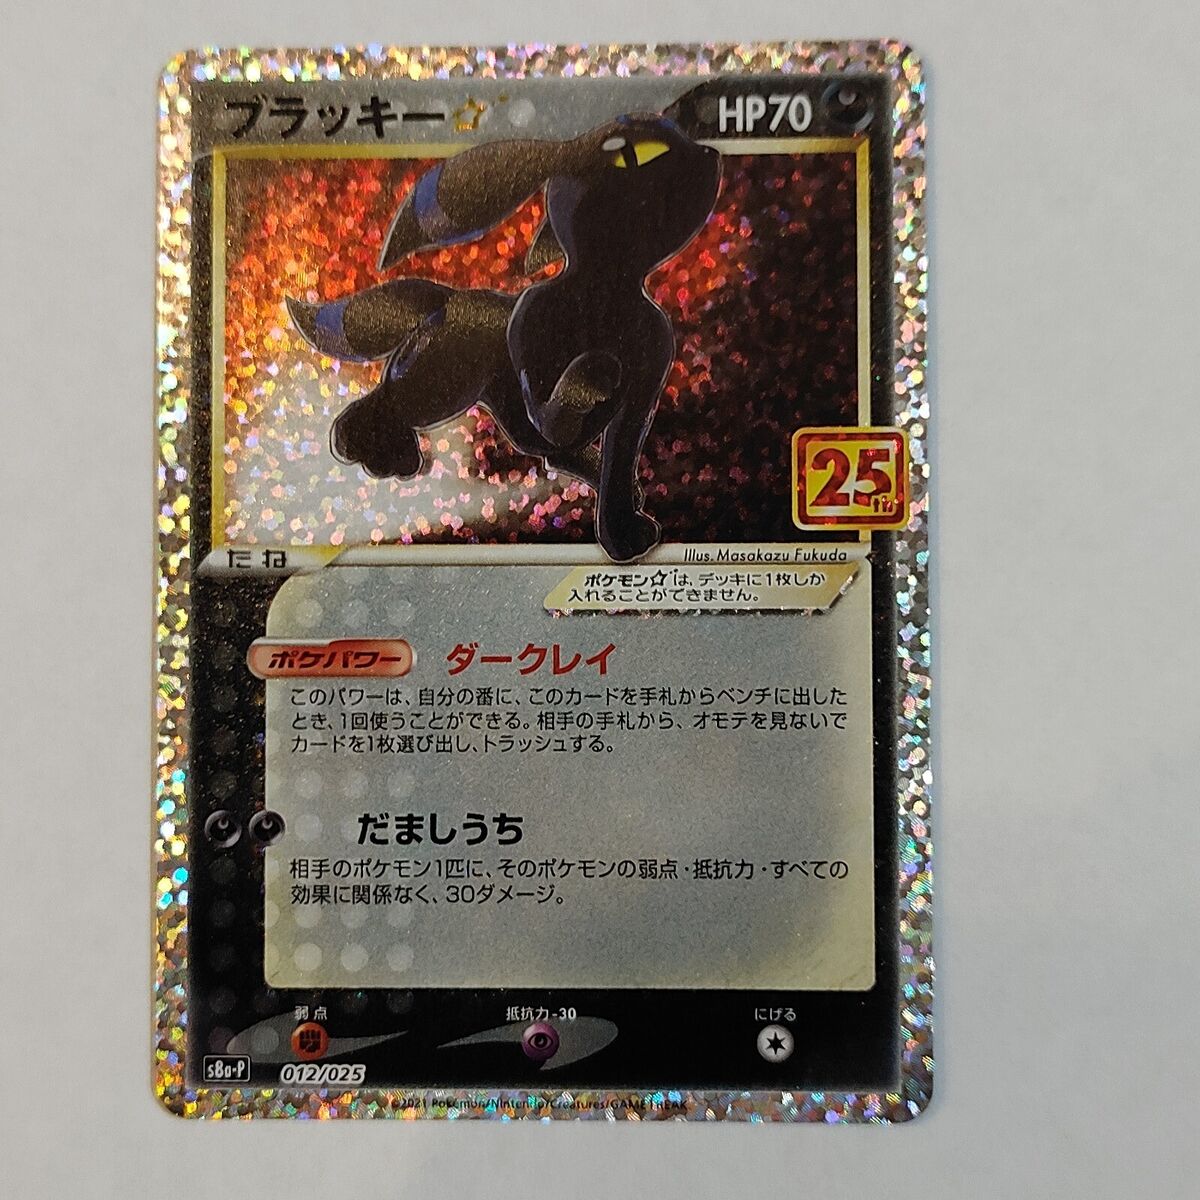 ブラッキー☆
HP70
25th
たね
Illus. Masakazu Fukuda
ポケモン☆は、デッキに1枚しか
入れることができません。
ポケパワー ダークレイ
このパワーは、自分の番に、このカードを手札からベンチに出した
とき、1回使うことができる。相手の手札から、オモテを見ないで
カードを1枚選び出し、トラッシュする。
だましうち
相手のポケモン1匹に、そのポケモンの弱点・抵抗力・すべての
効果に関係なく、30ダメージ。
弱点 抵抗力-30 にげる
s8a-P 012/025
©2021 Pokémon/Nintendo/Creatures/GAME FREAK